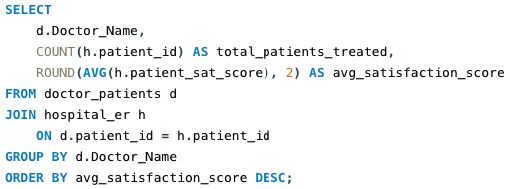 SELECT
    d.Doctor_Name,
    COUNT(h.patient_id) AS total_patients_treated,
    ROUND(AVG(h.patient_sat_score), 2) AS avg_satisfaction_score
FROM doctor_patients d
JOIN hospital_er h
    ON d.patient_id = h.patient_id
GROUP BY d.Doctor_Name
ORDER BY avg_satisfaction_score DESC;